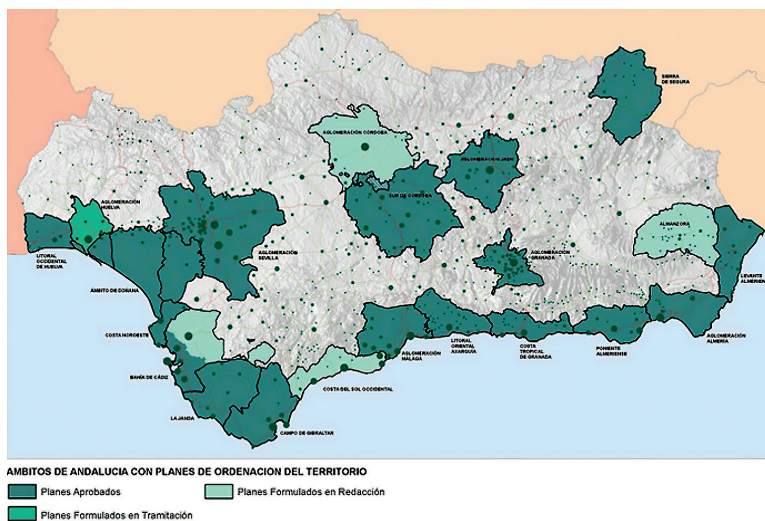 SIERRA
DE SEGURA
AGLOMERACIÓN CÓRDOBA
AGLOMERACIÓN JAÉN
AGLOMERACIÓN
HUELVA
SUR DE CÓRDOBA
ALMANZORA
LITORAL
OCCIDENTAL
DE HUELVA
AGLOMERACIÓN
SEVILLA
AGLOMERACIÓN
GRANADA
LEVANTE
ALMERIEN
ÁMBITO DE DOÑANA
COSTA NOROESTE
AGLOMERACIÓN
MÁLAGA
LITORAL
ORIENTAL
AXARQUÍA
COSTA
TROPICAL
DE GRANADA
PONIENTE
ALMERIENSE
AGLOMERACIÓN
ALMERÍA
BAHÍA DE CÁDIZ
COSTA DEL SOL OCCIDENTAL
LA JANDA
CAMPO DE GIBRALTAR
AMBITOS DE ANDALUCIA CON PLANES DE ORDENACION DEL TERRITORIO
Planes Aprobados
Planes Formulados en Redacción
Planes Formulados en Tramitación